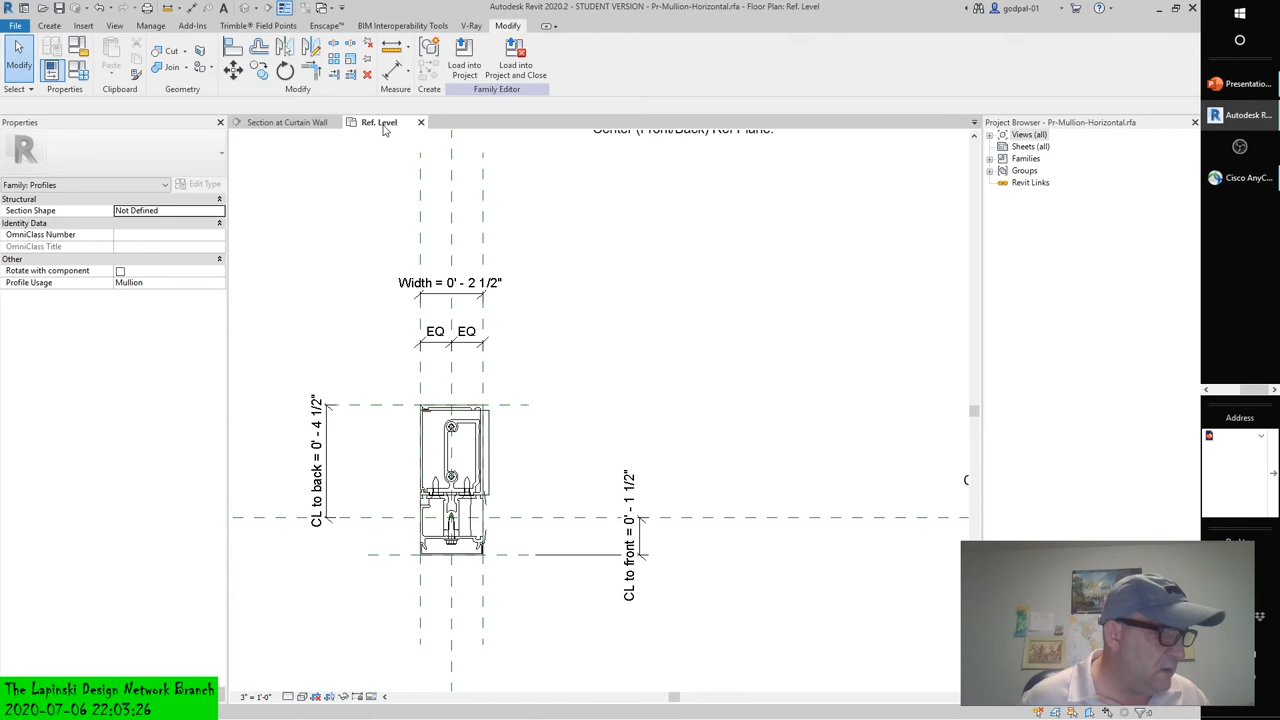 Autodesk Revit 2020.2 - STUDENT VERSION - Pr-Mullion-Horizontal.rfa - Floor Plan: Ref. Level
godpal-01
File Create Insert View Manage Add-Ins Trimble® Field Points Enscape™ BIM Interoperability Tools V-Ray Modify
Modify
Paste
Cut
Join
Load into
Project
Load into
Project and Close
Select Properties Clipboard Geometry Modify Measure Create Family Editor
Properties
Family: Profiles
Edit Type
Structural
Section Shape Not Defined
Identity Data
OmniClass Number
OmniClass Title
Other
Rotate with component
Profile Usage Mullion
Section at Curtain Wall
Ref. Level
Center (Front/Back) Ref Plane.
Width = 0' - 2 1/2"
EQ EQ
CL to back = 0' - 4 1/2"
CL to front = 0' - 1 1/2"
3" = 1'-0"
Project Browser - Pr-Mullion-Horizontal.rfa
Views (all)
Sheets (all)
Families
Groups
Revit Links
Presentatio...
Autodesk R...
Cisco AnyC...
Address
:0
The Lapinski Design Network Branch
2020-07-06 22:03:26